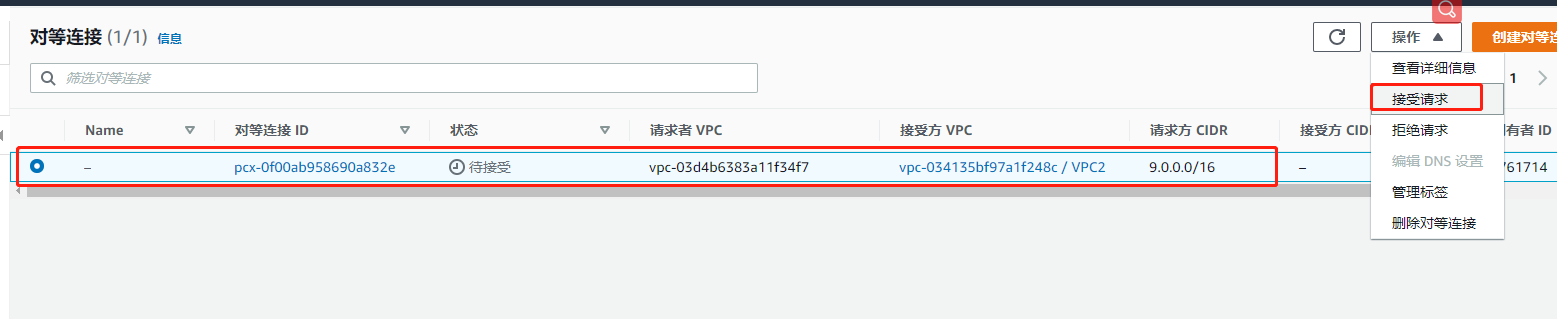 对等连接 (1/1) 信息
操作
创建对等
筛选对等连接
1
查看详细信息
接受请求
拒绝请求
编辑 DNS 设置
管理标签
删除对等连接
Name 对等连接 ID 状态 请求者 VPC 接受方 VPC 请求方 CIDR 接受方 CID 有者 ID
– pcx-0f00ab958690a832e 待接受 vpc-03d4b6383a11f34f7 vpc-034135bf97a1f248c / VPC2 9.0.0.0/16 – 761714